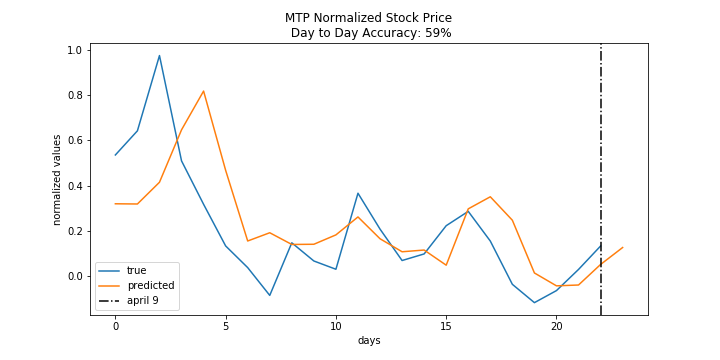 MTP Normalized Stock Price
Day to Day Accuracy: 59%
normalized values
1.0
0.8
0.6
0.4
0.2
0.0
true
predicted
april 9
0
5
10
15
20
days